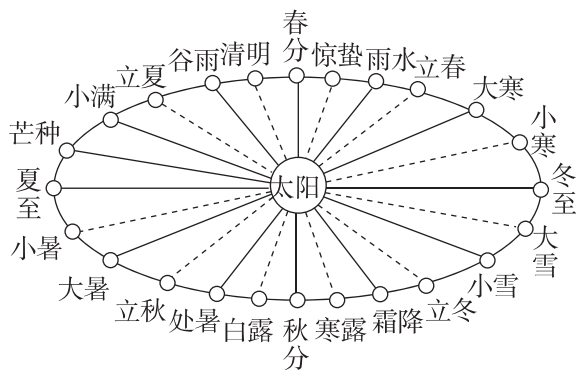 春分
惊蛰
雨水
立春
大寒
小寒
冬至
大雪
小雪
立冬
霜降
寒露
秋分
白露
处暑
立秋
大暑
小暑
夏至
芒种
小满
立夏
谷雨
清明
太阳